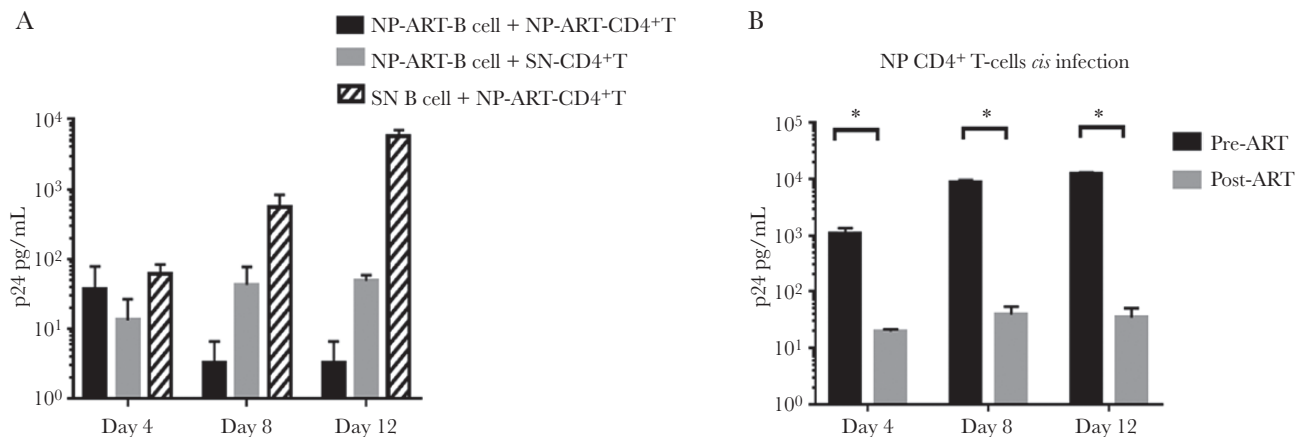 A
NP-ART-B cell + NP-ART-CD4⁺T
NP-ART-B cell + SN-CD4⁺T
SN B cell + NP-ART-CD4⁺T
p24 pg/mL
10⁴
10³
10²
10¹
10⁰
Day 4
Day 8
Day 12
B
NP CD4⁺ T-cells cis infection
p24 pg/mL
10⁵
10⁴
10³
10²
10¹
10⁰
*
*
*
Pre-ART
Post-ART
Day 4
Day 8
Day 12